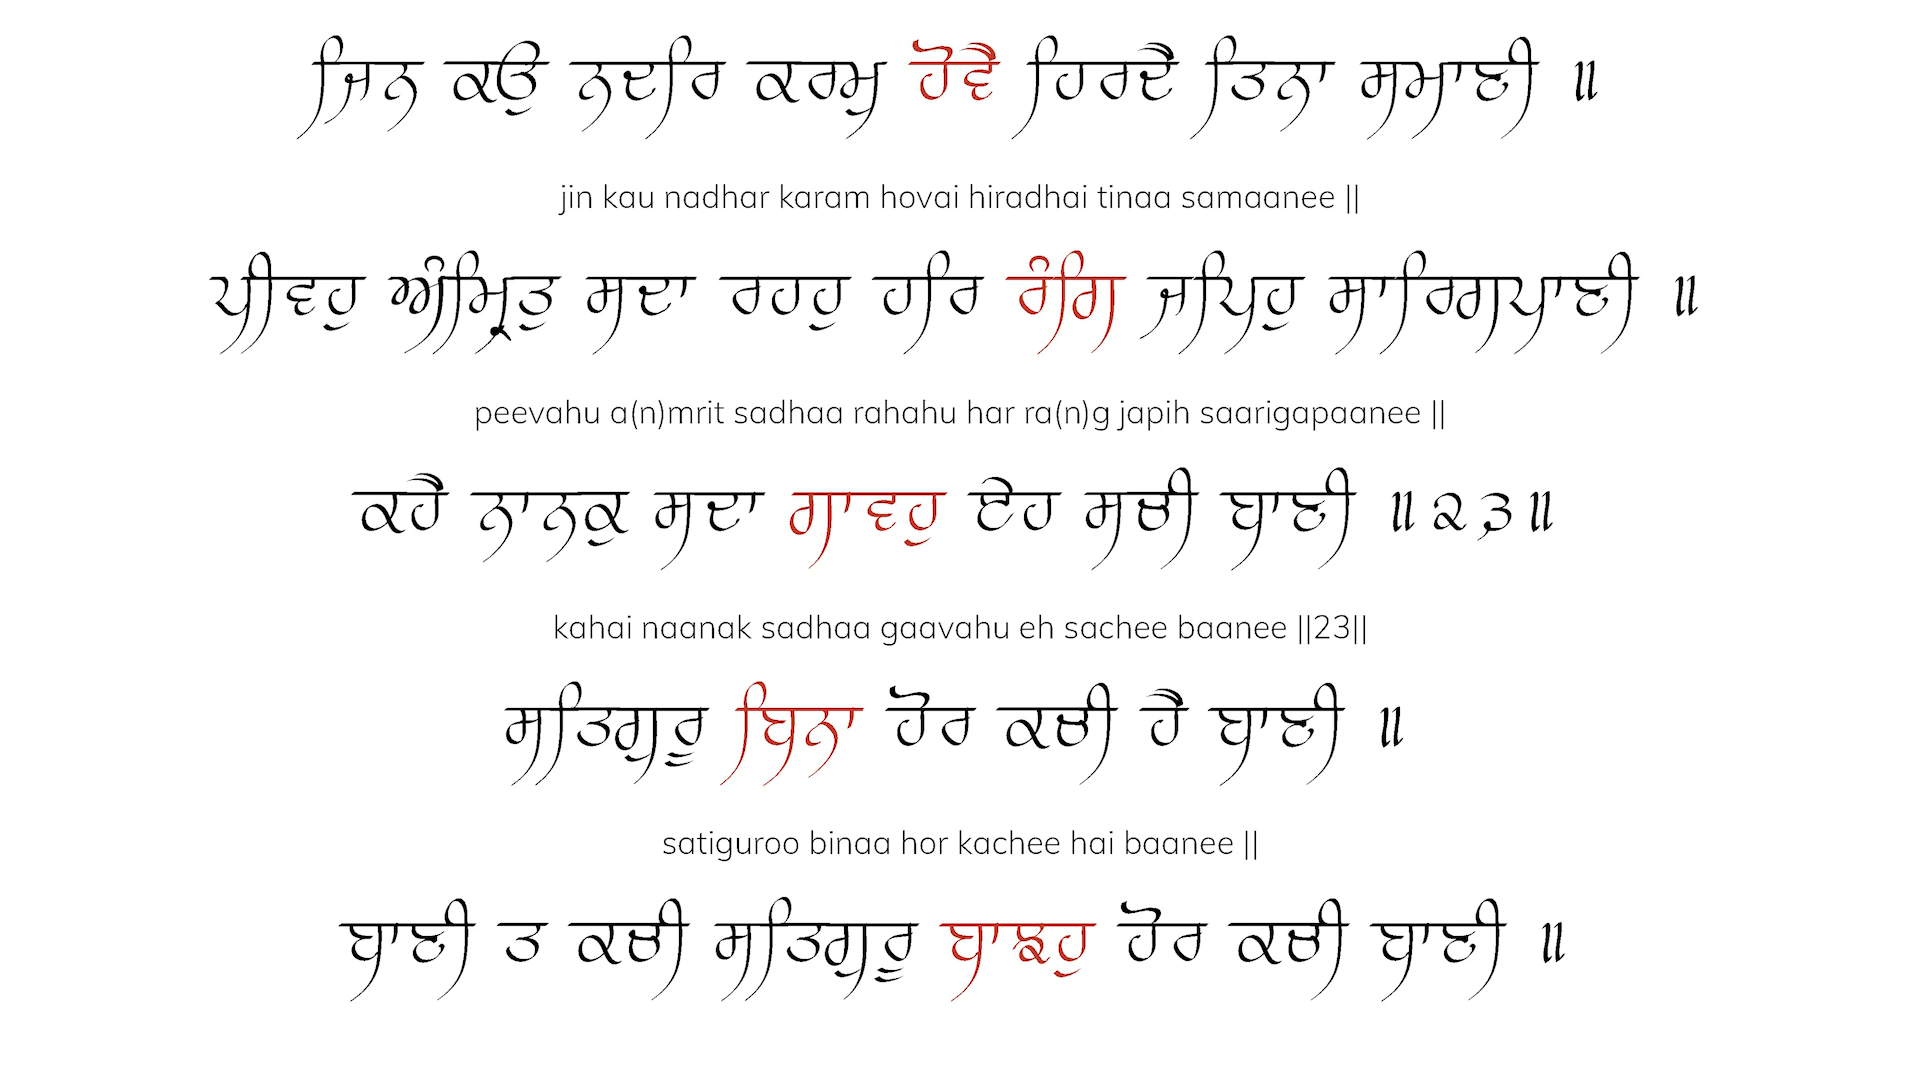 ਜਿਨ ਕਉ ਨਦਰਿ ਕਰਮੁ ਹੋਵੈ ਹਿਰਦੈ ਤਿਨਾ ਸਮਾਣੀ ॥
jin kau nadhar karam hovai hiradhai tinaa samaanee ||
ਪੀਵਹੁ ਅੰਮ੍ਰਿਤੁ ਸਦਾ ਰਹਹੁ ਹਰਿ ਰੰਗਿ ਜਪਿਹੁ ਸਾਰਿਗਪਾਣੀ ॥
peevahu a(n)mrit sadhaa rahahu har ra(n)g japih saarigapaanee ||
ਕਹੈ ਨਾਨਕੁ ਸਦਾ ਗਾਵਹੁ ਏਹ ਸਚੀ ਬਾਣੀ ॥੨੩॥
kahai naanak sadhaa gaavahu eh sachee baanee ||23||
ਸਤਿਗੁਰੂ ਬਿਨਾ ਹੋਰ ਕਚੀ ਹੈ ਬਾਣੀ ॥
satiguroo binaa hor kachee hai baanee ||
ਬਾਣੀ ਤ ਕਚੀ ਸਤਿਗੁਰੂ ਬਾਝਹੁ ਹੋਰ ਕਚੀ ਬਾਣੀ ॥